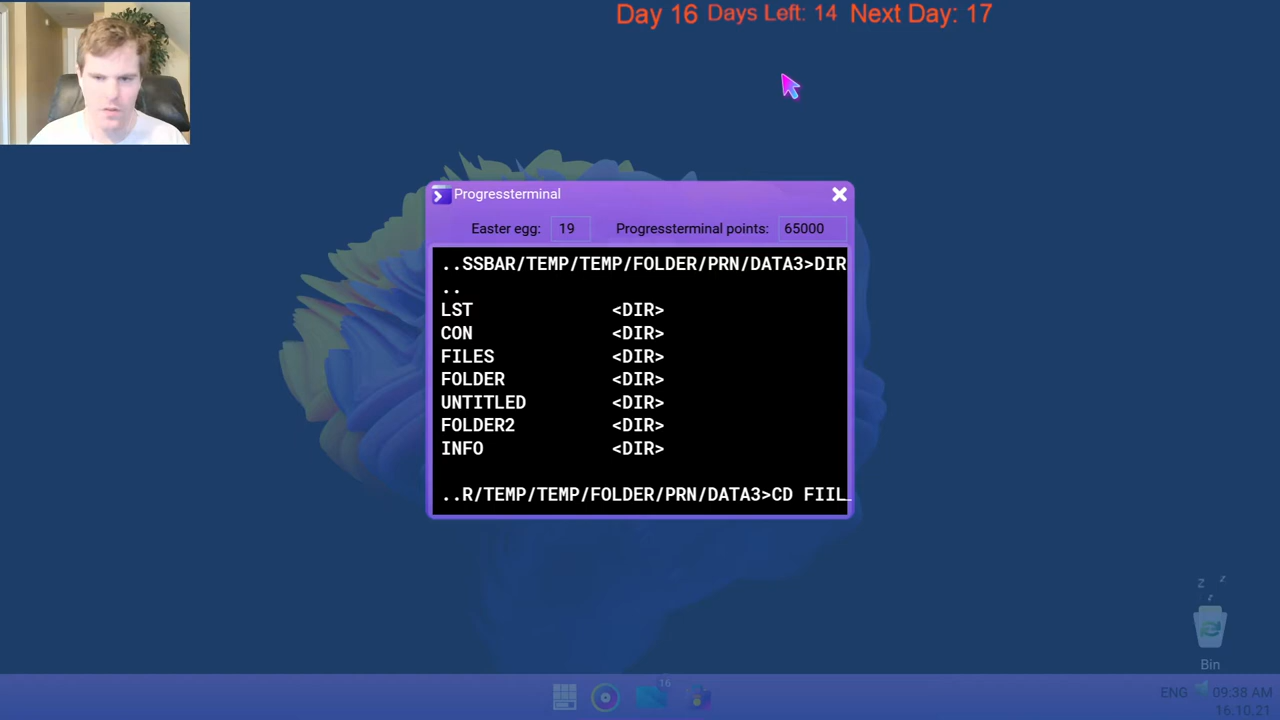 Day 16 Days Left: 14 Next Day: 17
Progressterminal
Easter egg: 19 Progressterminal points: 65000
..SSBAR/TEMP/TEMP/FOLDER/PRN/DATA3>DIR
..
LST <DIR>
CON <DIR>
FILES <DIR>
FOLDER <DIR>
UNTITLED <DIR>
FOLDER2 <DIR>
INFO <DIR>
..R/TEMP/TEMP/FOLDER/PRN/DATA3>CD FIIL_
z z z
Bin
16
ENG 09:38 AM
16.10.21